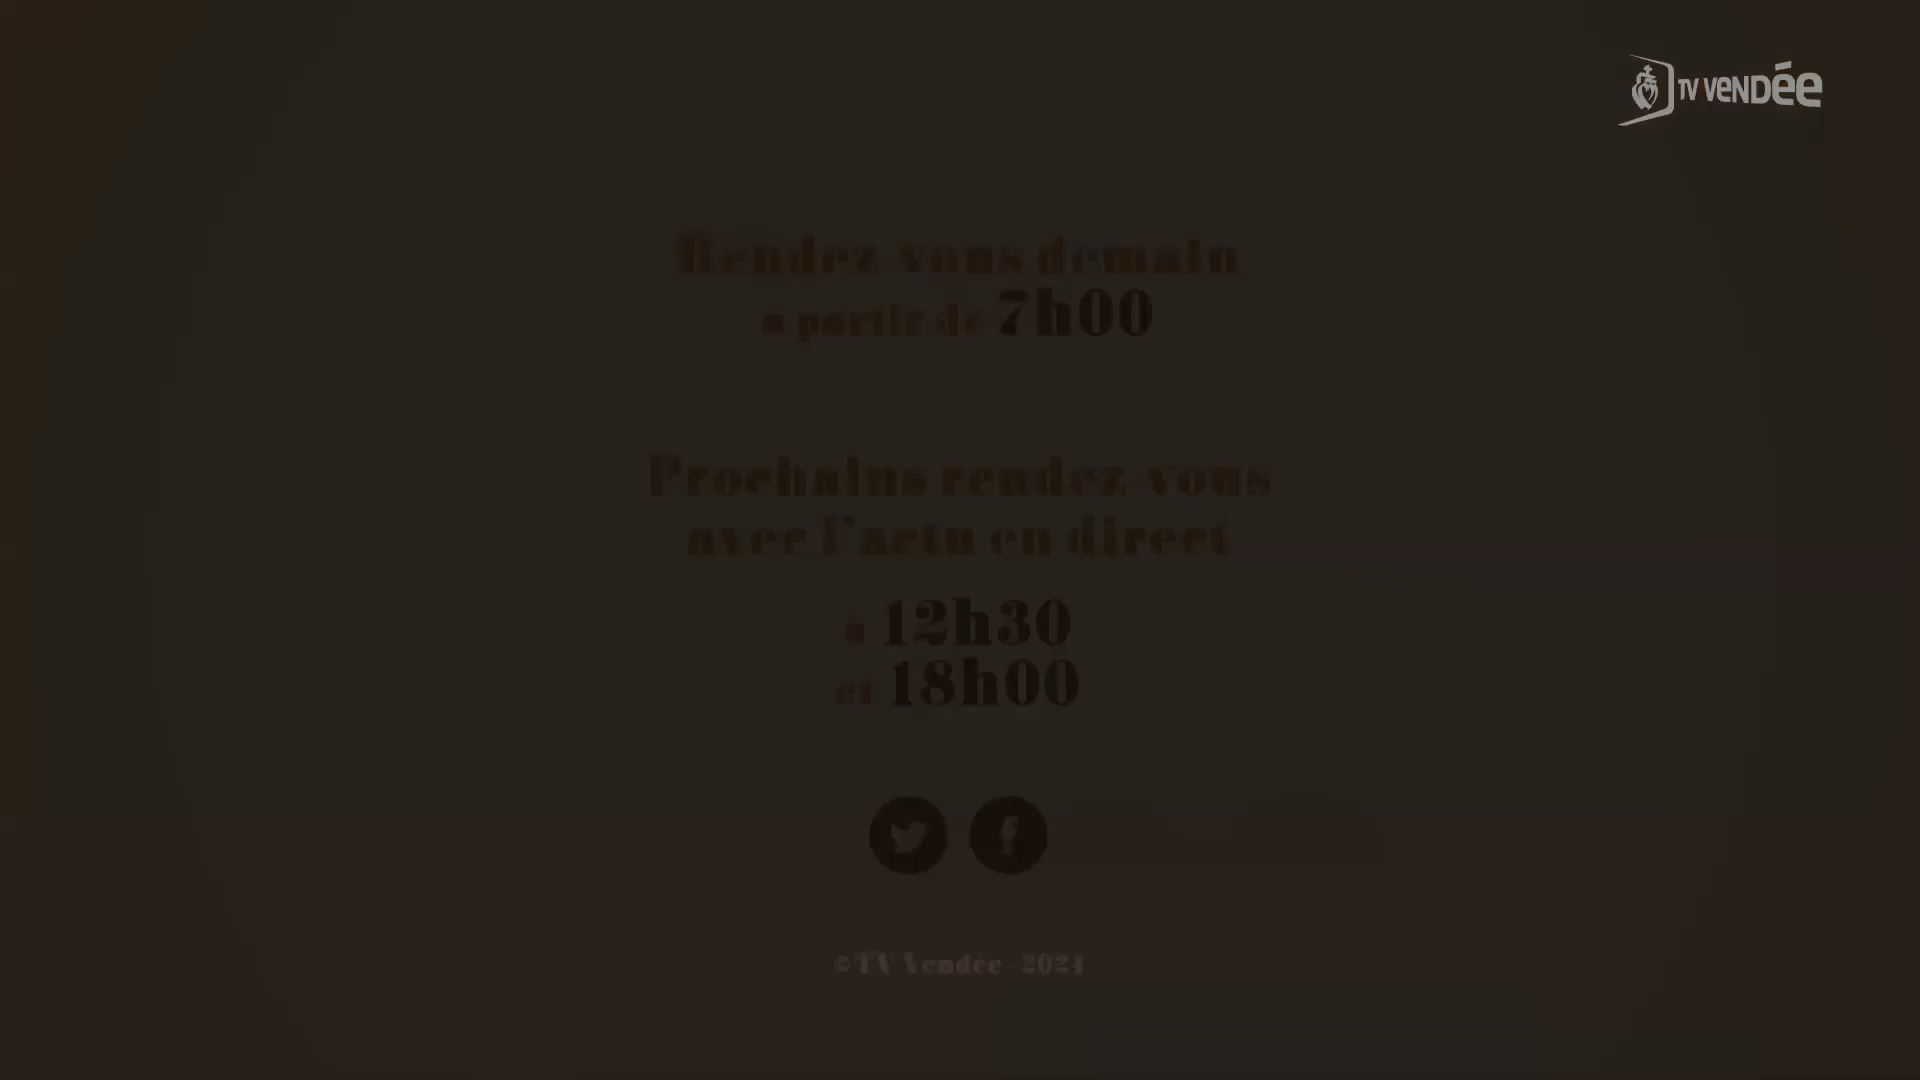 TV VENDÉE
Rendez-vous demain
à partir de 7h00
Prochains rendez-vous
avec l'actu en direct
à 12h30
et 18h00
© TV Vendée - 2024